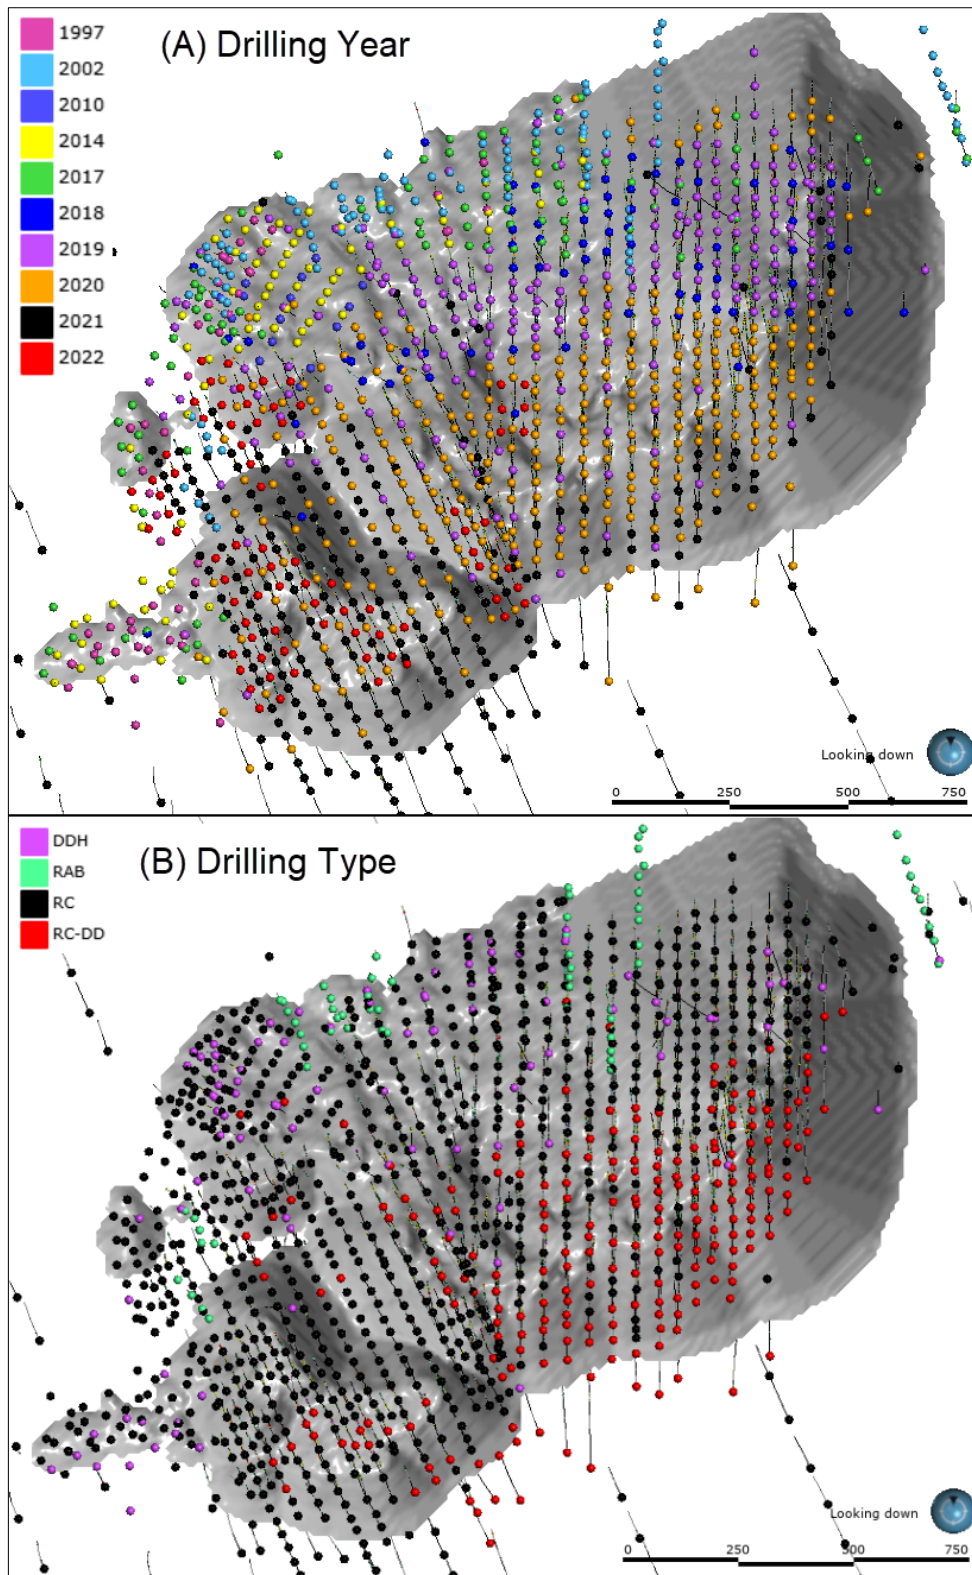 (A) Drilling Year
1997
2002
2010
2014
2017
2018
2019
2020
2021
2022
Looking down
0 250 500 750
(B) Drilling Type
DDH
RAB
RC
RC-DD
Looking down
0 250 500 750